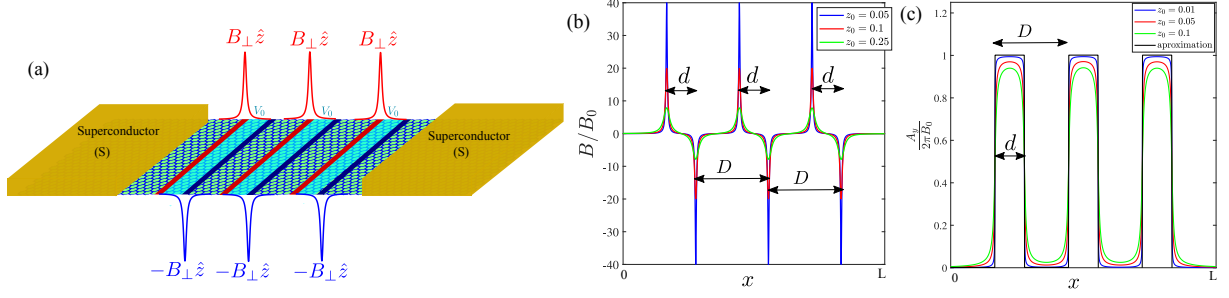 (a)
B⊥ẑ B⊥ẑ B⊥ẑ
V₀ V₀ V₀
Superconductor
(S)
Superconductor
(S)
−B⊥ẑ −B⊥ẑ −B⊥ẑ
(b)
40
30
20
10
0
-10
-20
-30
-40
B/B₀
z₀ = 0.05
z₀ = 0.1
z₀ = 0.25
d d d
D D
0 x L
(c)
1.2
1
0.8
0.6
0.4
0.2
0
A_y/2πB₀
z₀ = 0.01
z₀ = 0.05
z₀ = 0.1
aproximation
D
d
0 x L